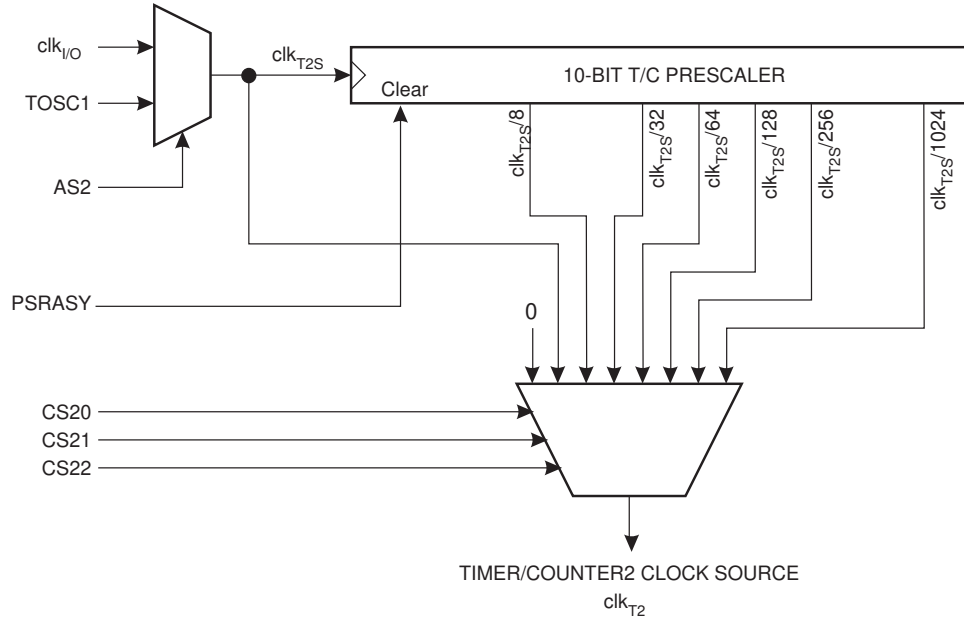 clkI/O
clkT2S
10-BIT T/C PRESCALER
Clear
TOSC1
clkT2S/8
clkT2S/32
clkT2S/64
clkT2S/128
clkT2S/256
clkT2S/1024
AS2
PSRASY
0
CS20
CS21
CS22
TIMER/COUNTER2 CLOCK SOURCE
clkT2